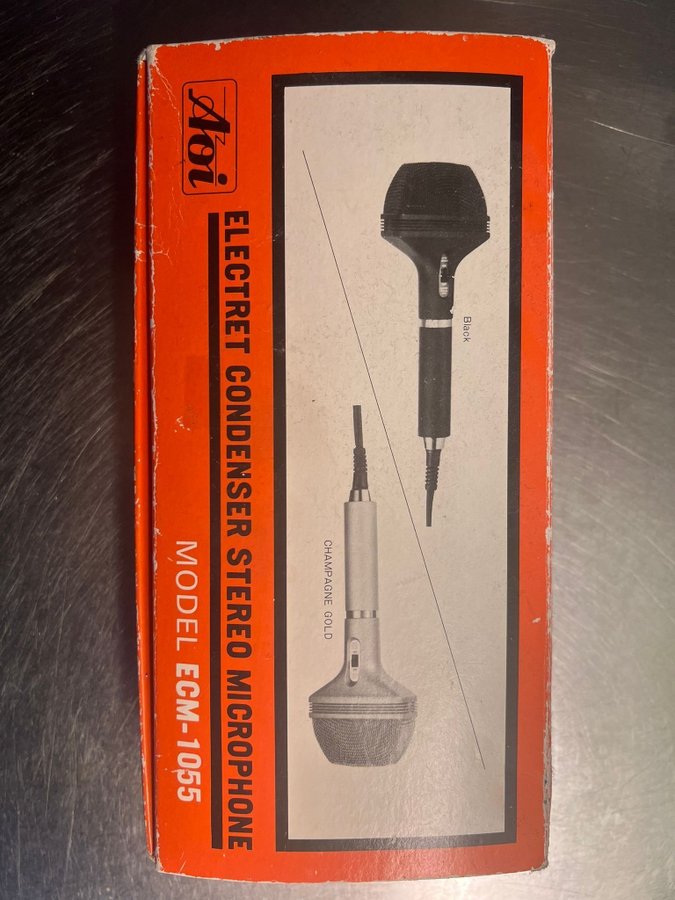 Aoi
ELECTRET CONDENSER STEREO MICROPHONE
MODEL ECM-1055
Black
CHAMPAGNE GOLD